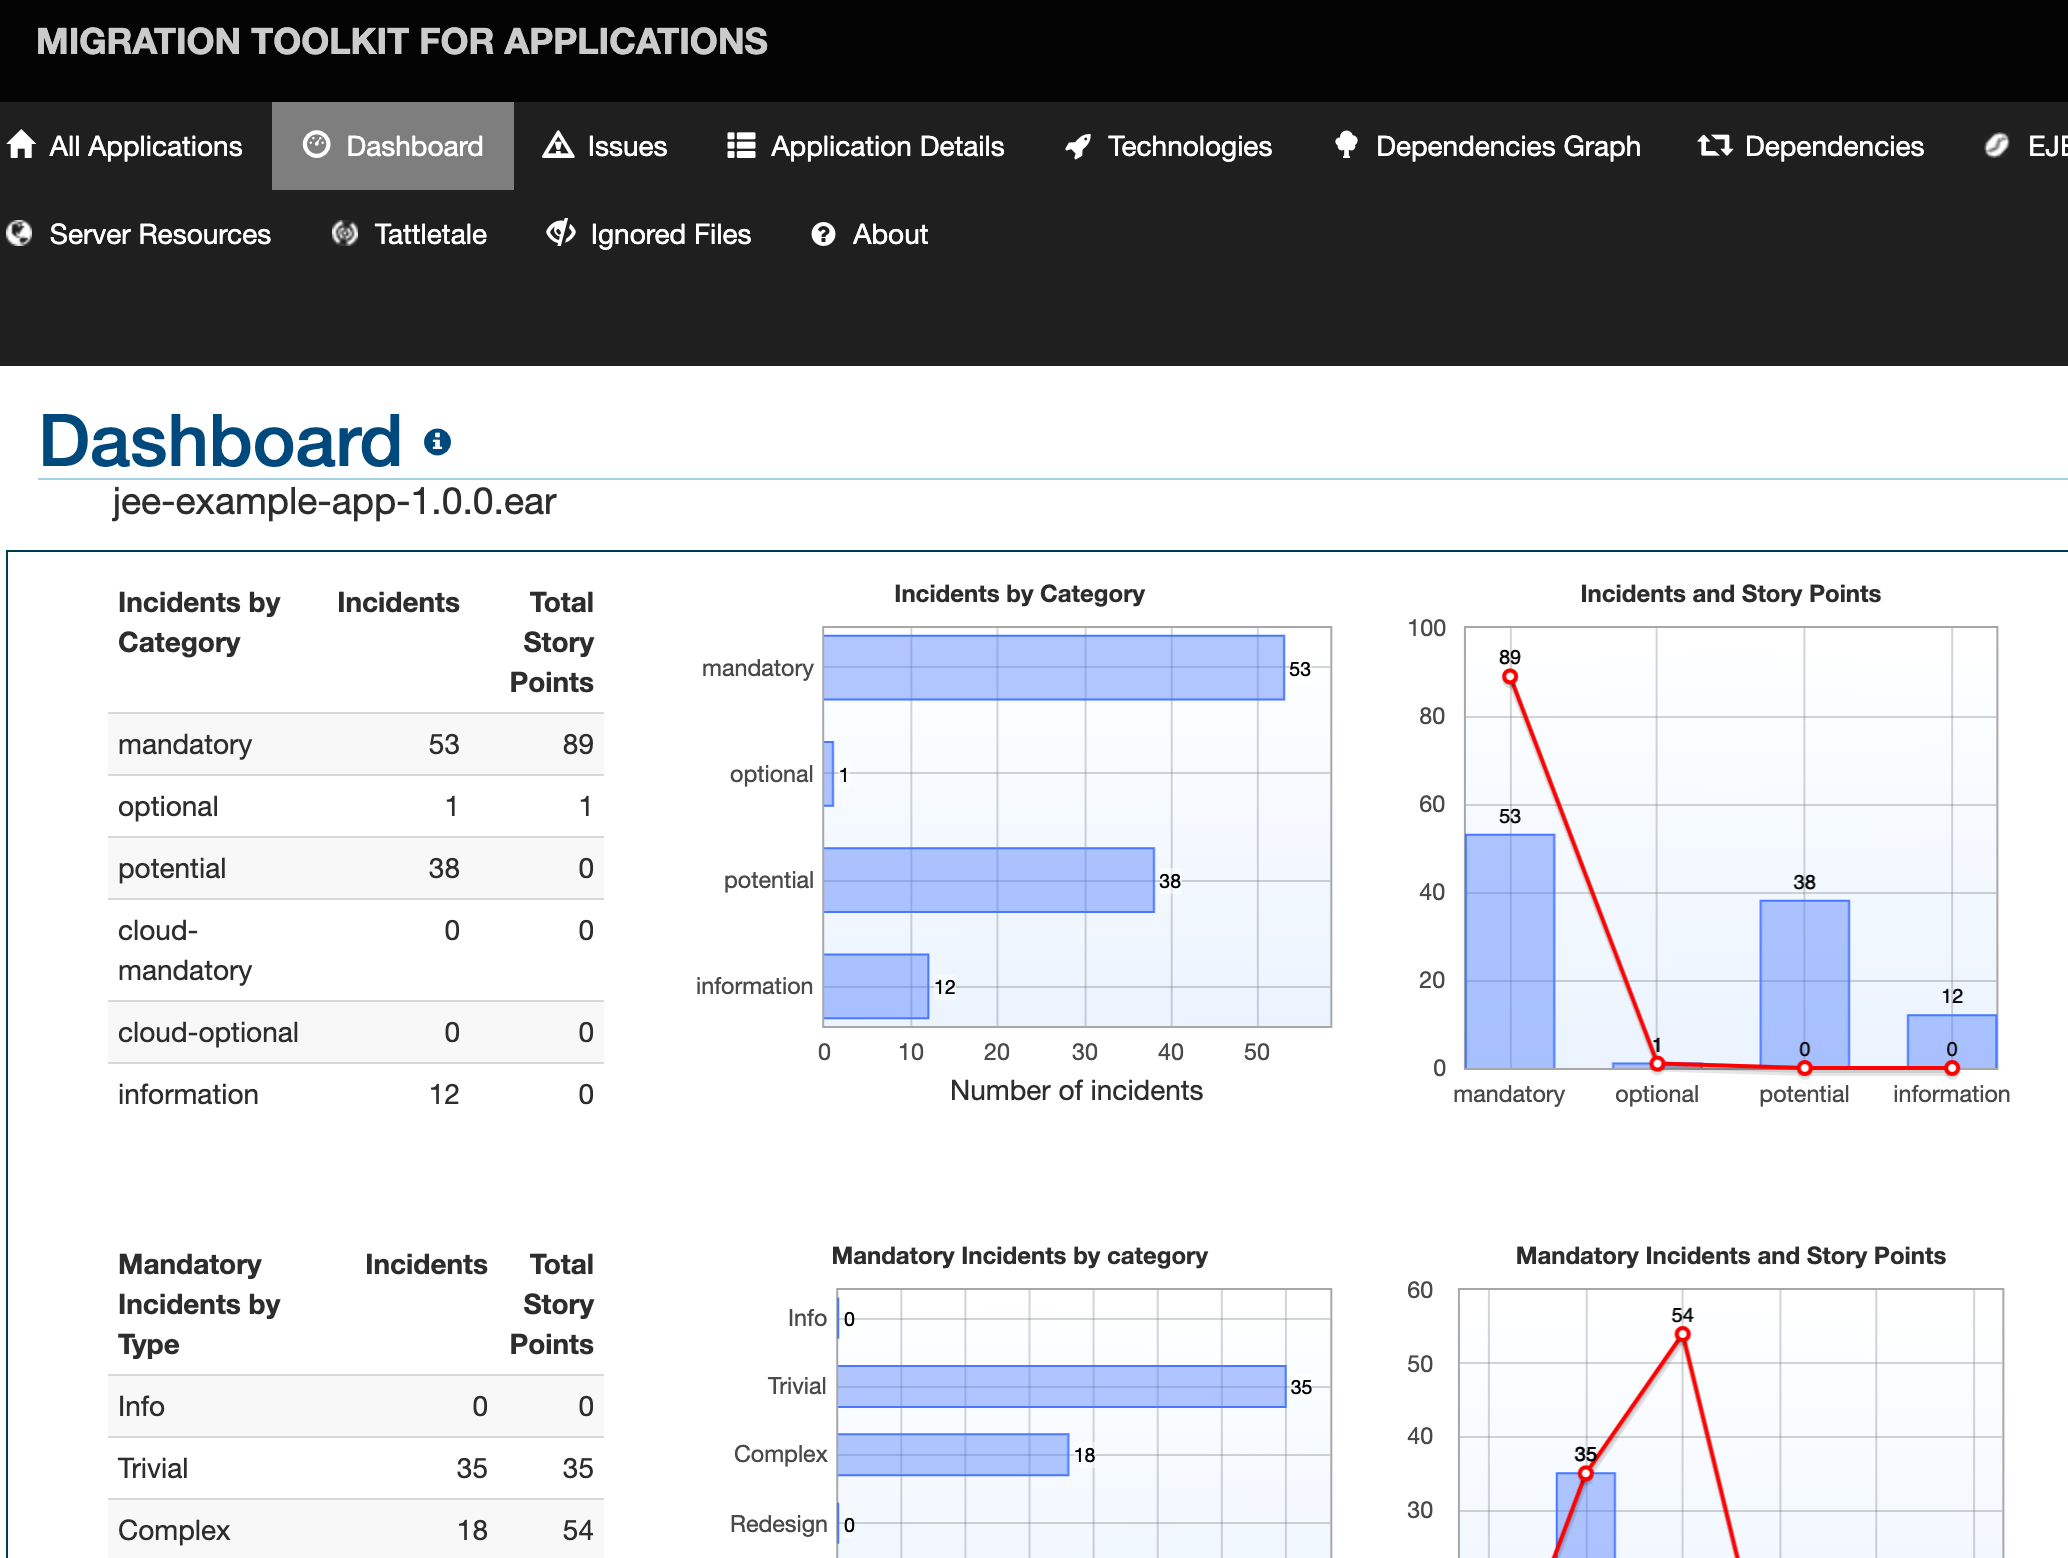 MIGRATION TOOLKIT FOR APPLICATIONS
All Applications Dashboard Issues Application Details Technologies Dependencies Graph Dependencies
Server Resources Tattletale Ignored Files About
Dashboard
jee-example-app-1.0.0.ear
Incidents by Category Incidents Total Story Points
mandatory 53 89
optional 1 1
potential 38 0
cloud-mandatory 0 0
cloud-optional 0 0
information 12 0
Incidents by Category
mandatory 53
optional 1
potential 38
information 12
0 10 20 30 40 50
Number of incidents
Incidents and Story Points
100
80
60
40
20
0
89
53
1
38
0
12
0
mandatory optional potential information
Mandatory Incidents by Type Incidents Total Story Points
Info 0 0
Trivial 35 35
Complex 18 54
Mandatory Incidents by category
Info 0
Trivial 35
Complex 18
Redesign 0
Mandatory Incidents and Story Points
60
50
40
30
54
35